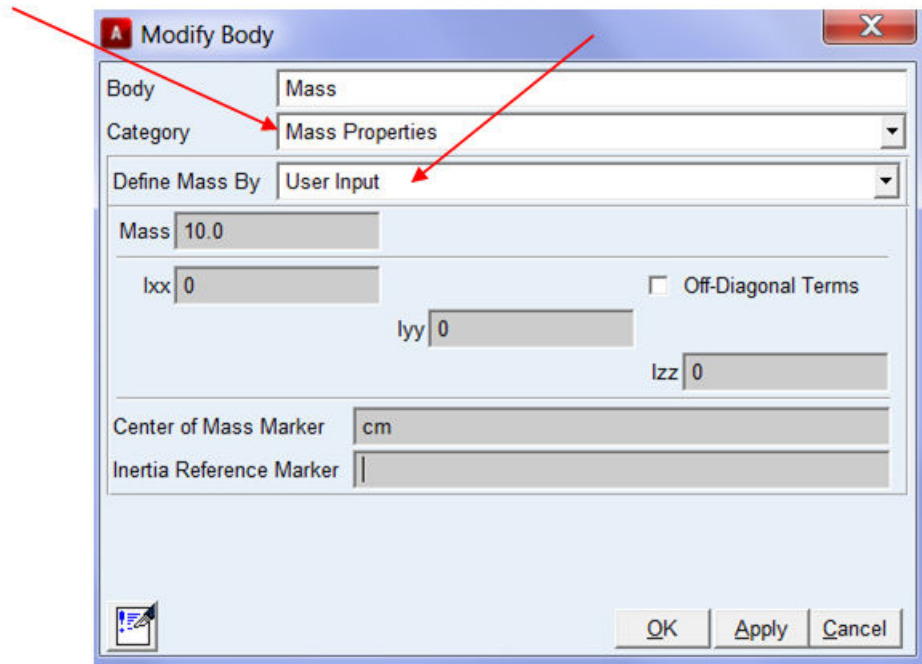 A Modify Body X
Body Mass
Category Mass Properties
Define Mass By User Input
Mass 10.0
Ixx 0 Off-Diagonal Terms
Iyy 0
Izz 0
Center of Mass Marker cm
Inertia Reference Marker
OK Apply Cancel